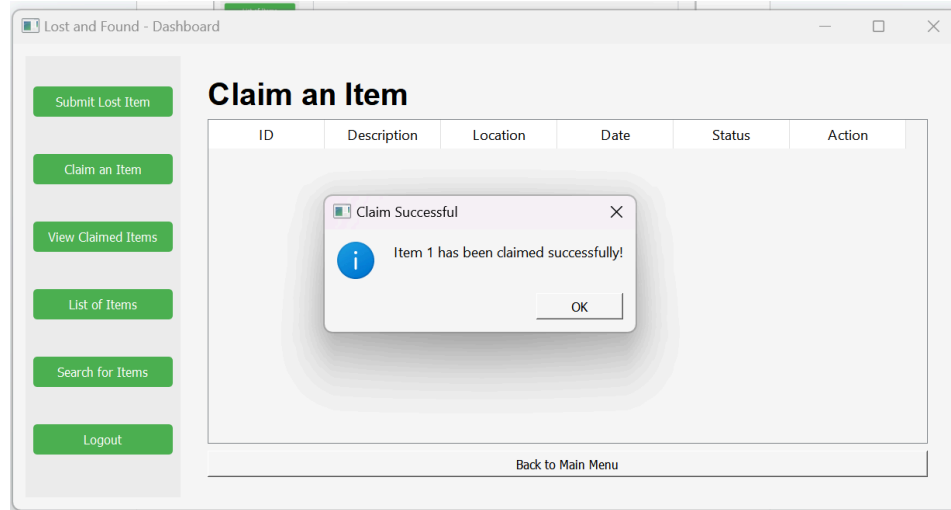 Lost and Found - Dashboard
Submit Lost Item
Claim an Item
View Claimed Items
List of Items
Search for Items
Logout
Claim an Item
ID Description Location Date Status Action
Claim Successful
Item 1 has been claimed successfully!
OK
Back to Main Menu